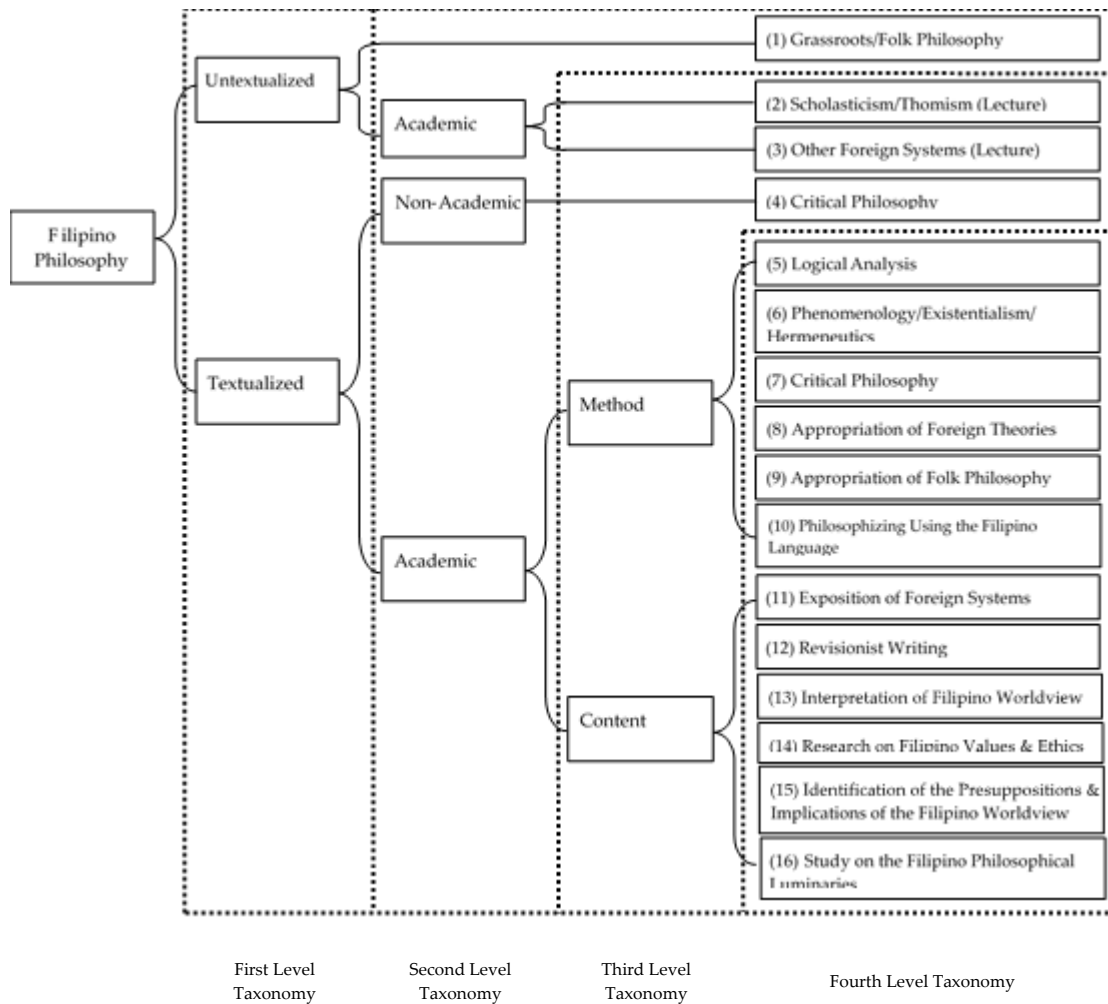 (1) Grassroots/Folk Philosophy
Untextualized
Academic
(2) Scholasticism/Thomism (Lecture)
(3) Other Foreign Systems (Lecture)
Non-Academic
(4) Critical Philosophy
Filipino
Philosophy
Textualized
Academic
Method
(5) Logical Analysis
(6) Phenomenology/Existentialism/
Hermeneutics
(7) Critical Philosophy
(8) Appropriation of Foreign Theories
(9) Appropriation of Folk Philosophy
(10) Philosophizing Using the Filipino
Language
Content
(11) Exposition of Foreign Systems
(12) Revisionist Writing
(13) Interpretation of Filipino Worldview
(14) Research on Filipino Values & Ethics
(15) Identification of the Presuppositions &
Implications of the Filipino Worldview
(16) Study on the Filipino Philosophical
Luminaries
First Level
Taxonomy
Second Level
Taxonomy
Third Level
Taxonomy
Fourth Level Taxonomy